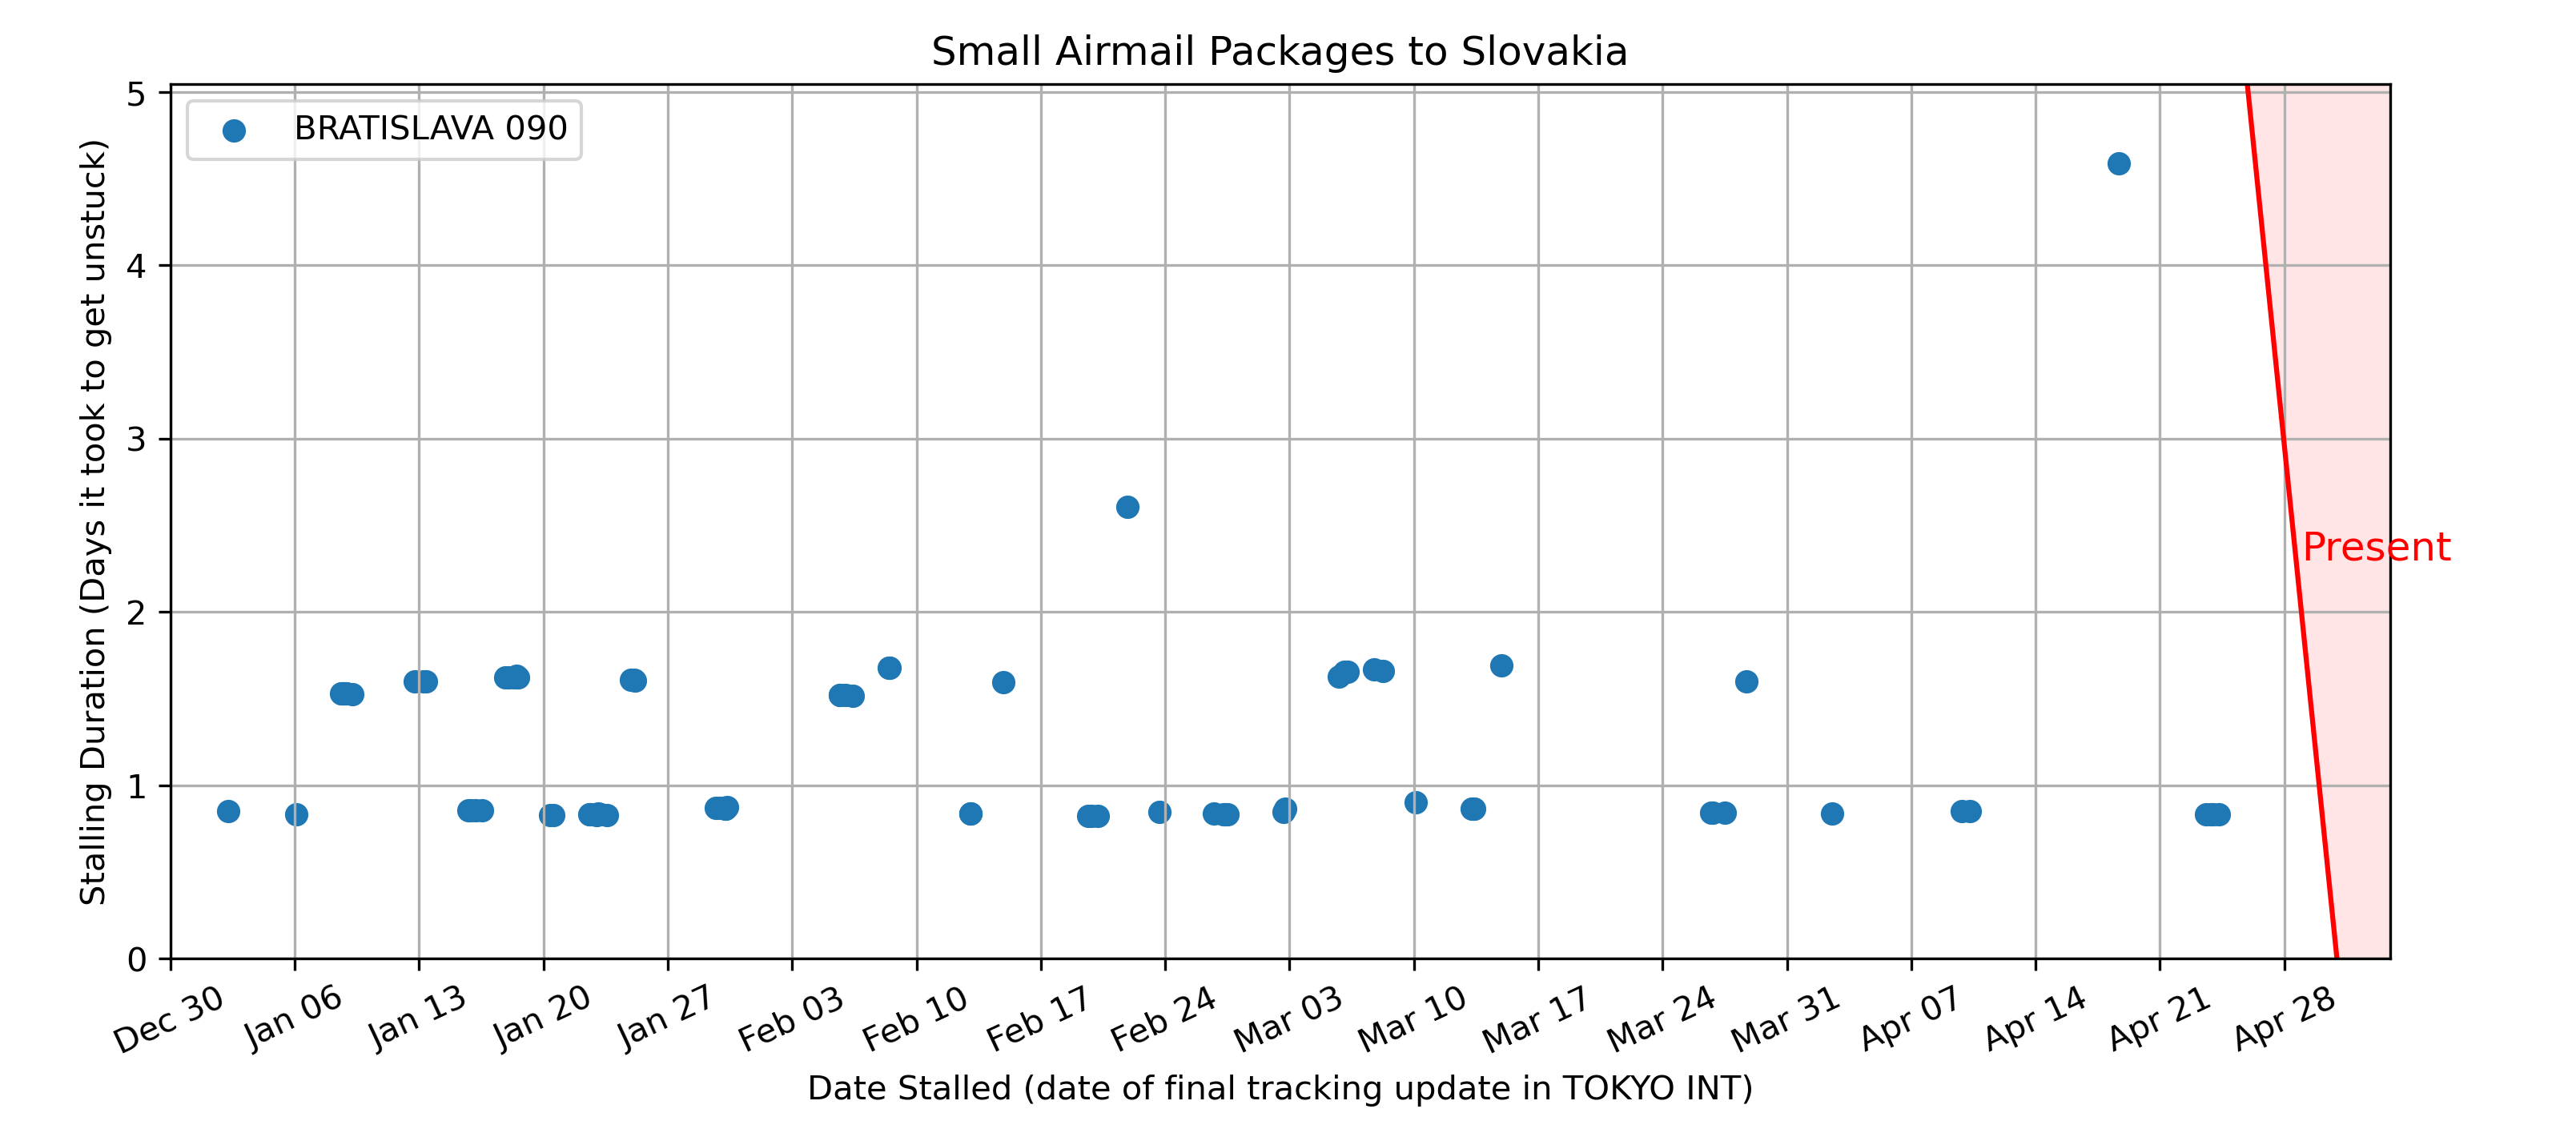 Small Airmail Packages to Slovakia
BRATISLAVA 090
Stalling Duration (Days it took to get unstuck)
5
4
3
2
1
0
Present
Dec 30
Jan 06
Jan 13
Jan 20
Jan 27
Feb 03
Feb 10
Feb 17
Feb 24
Mar 03
Mar 10
Mar 17
Mar 24
Mar 31
Apr 07
Apr 14
Apr 21
Apr 28
Date Stalled (date of final tracking update in TOKYO INT)